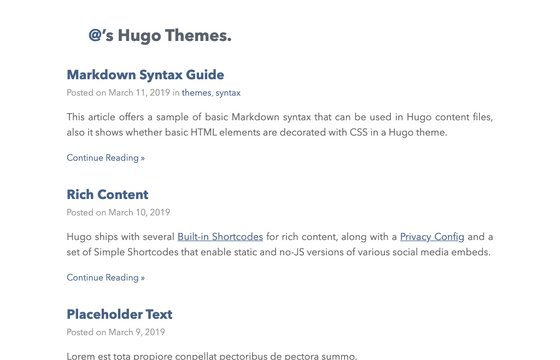 @'s Hugo Themes.
Markdown Syntax Guide
Posted on March 11, 2019 in themes, syntax
This article offers a sample of basic Markdown syntax that can be used in Hugo content files,
also it shows whether basic HTML elements are decorated with CSS in a Hugo theme.
Continue Reading »
Rich Content
Posted on March 10, 2019
Hugo ships with several Built-in Shortcodes for rich content, along with a Privacy Config and a
set of Simple Shortcodes that enable static and no-JS versions of various social media embeds.
Continue Reading »
Placeholder Text
Posted on March 9, 2019
Lorem est tota propiore conpellat pectoribus de pectora summo.